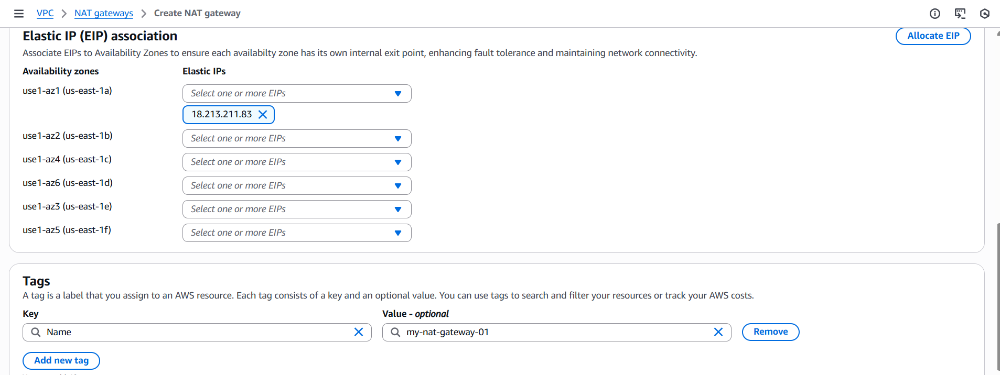 VPC > NAT gateways > Create NAT gateway
Elastic IP (EIP) association
Allocate EIP
Associate EIPs to Availability Zones to ensure each availabilty zone has its own internal exit point, enhancing fault tolerance and maintaining network connectivity.
Availability zones Elastic IPs
use1-az1 (us-east-1a) Select one or more EIPs
18.213.211.83
use1-az2 (us-east-1b) Select one or more EIPs
use1-az4 (us-east-1c) Select one or more EIPs
use1-az6 (us-east-1d) Select one or more EIPs
use1-az3 (us-east-1e) Select one or more EIPs
use1-az5 (us-east-1f) Select one or more EIPs
Tags
A tag is a label that you assign to an AWS resource. Each tag consists of a key and an optional value. You can use tags to search and filter your resources or track your AWS costs.
Key Value - optional
Name my-nat-gateway-01 Remove
Add new tag